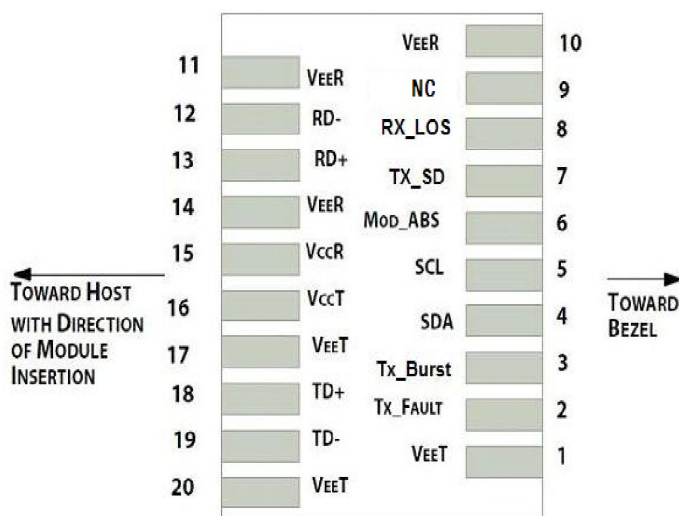 VEER 10
11 VEER
NC 9
12 RD-
RX_LOS 8
13 RD+
TX_SD 7
14 VEER
MOD_ABS 6
15 VCCR
SCL 5
TOWARD HOST
WITH DIRECTION
OF MODULE
INSERTION
TOWARD
BEZEL
16 VCCT
SDA 4
17 VEET
Tx_Burst 3
18 TD+
TX_FAULT 2
19 TD-
VEET 1
20 VEET